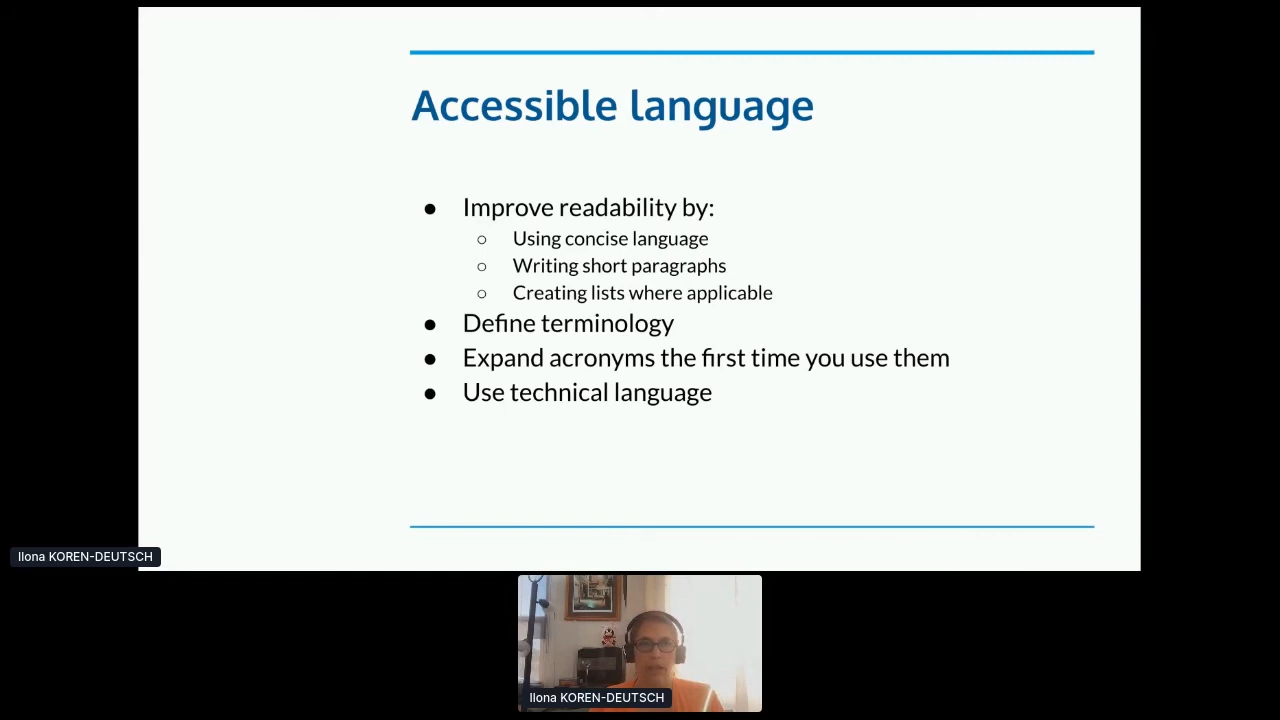 Accessible language
● Improve readability by:
○ Using concise language
○ Writing short paragraphs
○ Creating lists where applicable
● Define terminology
● Expand acronyms the first time you use them
● Use technical language
Ilona KOREN-DEUTSCH
Ilona KOREN-DEUTSCH